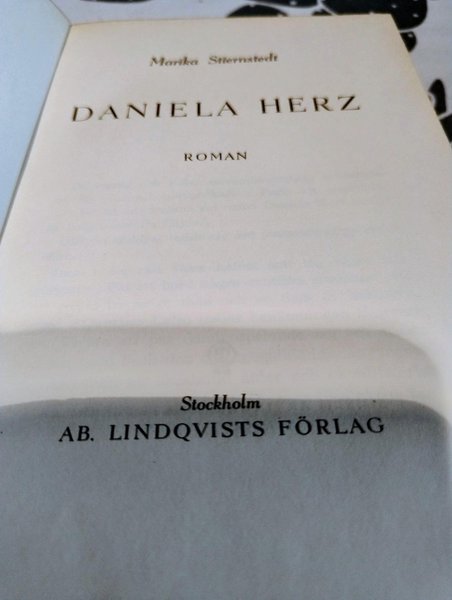 Marika Stiernstedt
DANIELA HERZ
ROMAN
Stockholm
AB. LINDQVISTS FÖRLAG